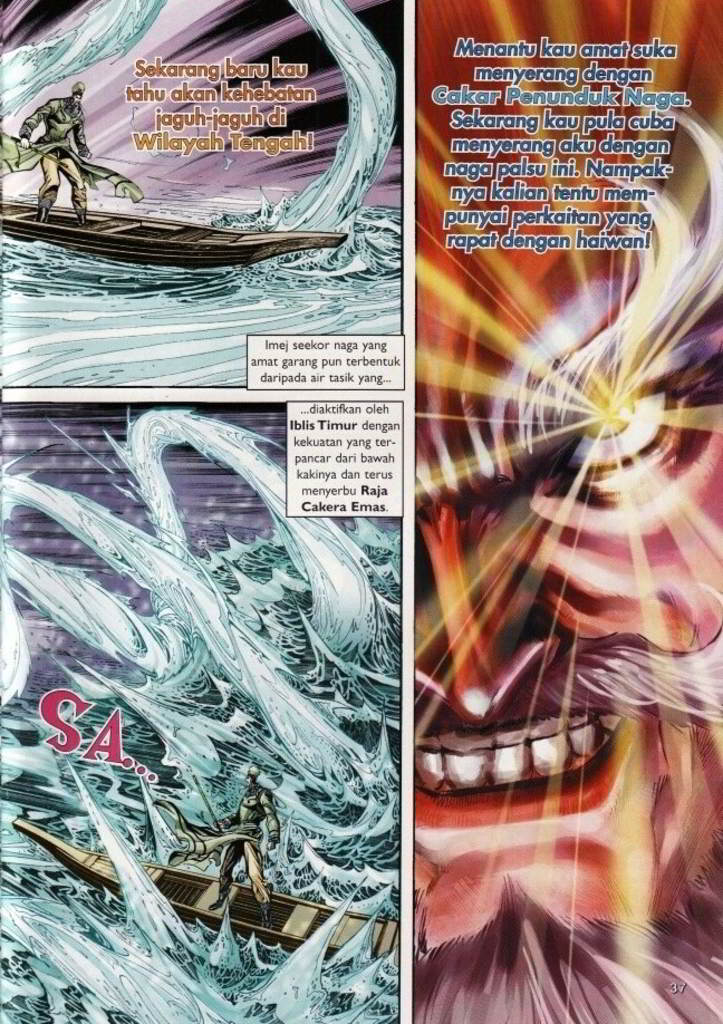 Sekarang baru kau
tahu akan kehebatan
jaguh-jaguh di
Wilayah Tengah!
Imej seekor naga yang
amat garang pun terbentuk
daripada air tasik yang...
...diaktifkan oleh
Iblis Timur dengan
kekuatan yang ter-
pancar dari bawah
kakinya dan terus
menyerbu Raja
Cakera Emas.
SA...
Menantu kau amat suka
menyerang dengan
Cakar Penunduk Naga.
Sekarang kau pula cuba
menyerang aku dengan
naga palsu ini. Nampak-
nya kalian tentu mem-
punyai perkaitan yang
rapat dengan haiwan!
37